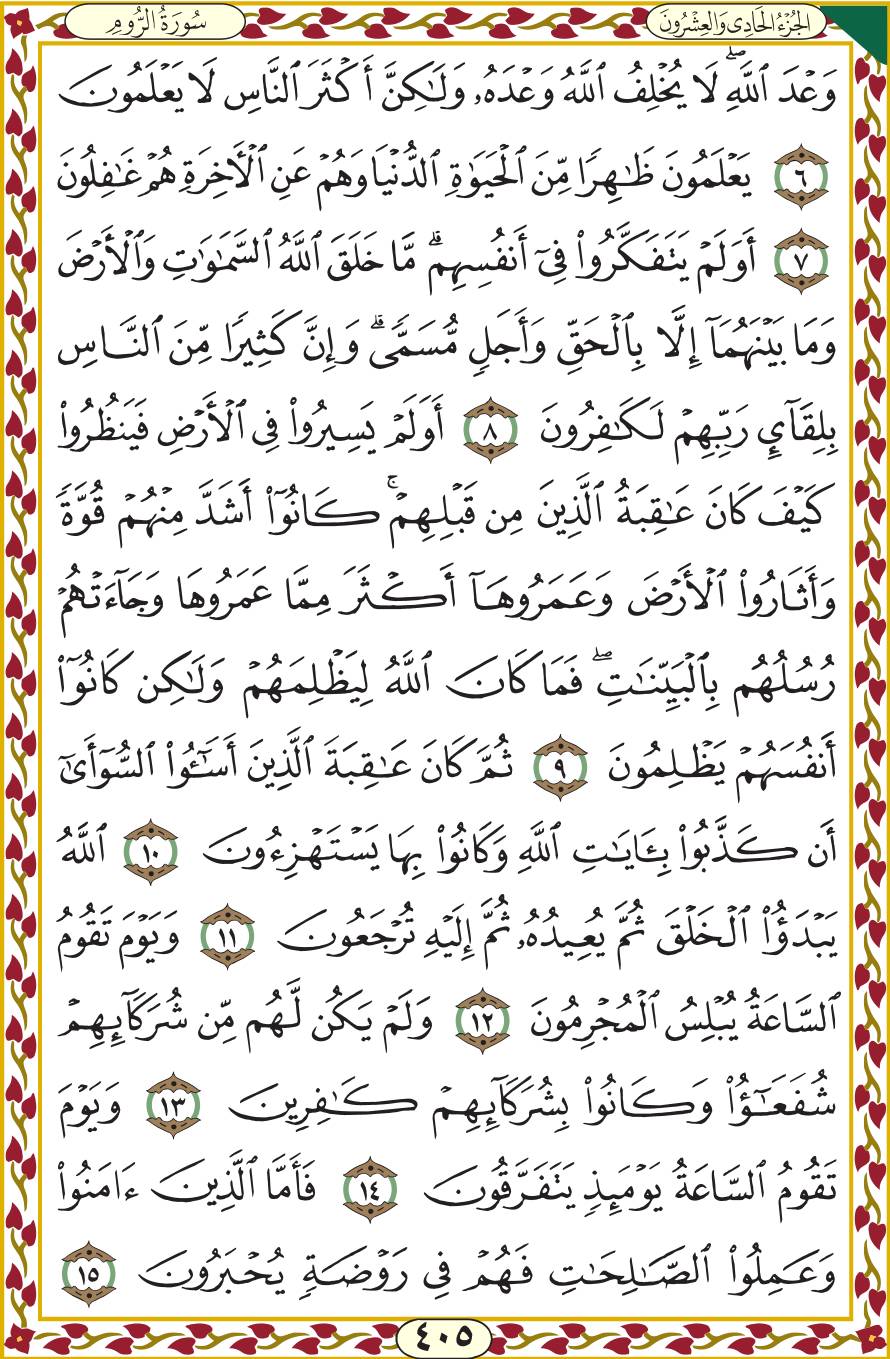 الجُزْءُ الحَادِي وَالعِشْرُونَ
سُورَةُ الرُّومِ
وَعۡدَ ٱللَّهِۖ لَا يُخۡلِفُ ٱللَّهُ وَعۡدَهُۥ وَلَٰكِنَّ أَكۡثَرَ ٱلنَّاسِ لَا يَعۡلَمُونَ
٦ يَعۡلَمُونَ ظَٰهِرٗا مِّنَ ٱلۡحَيَوٰةِ ٱلدُّنۡيَا وَهُمۡ عَنِ ٱلۡأٓخِرَةِ هُمۡ غَٰفِلُونَ
٧ أَوَلَمۡ يَتَفَكَّرُواْ فِيٓ أَنفُسِهِمۗ مَّا خَلَقَ ٱللَّهُ ٱلسَّمَٰوَٰتِ وَٱلۡأَرۡضَ
وَمَا بَيۡنَهُمَآ إِلَّا بِٱلۡحَقِّ وَأَجَلٖ مُّسَمّٗىۗ وَإِنَّ كَثِيرٗا مِّنَ ٱلنَّاسِ
بِلِقَآيِٕ رَبِّهِمۡ لَكَٰفِرُونَ ٨ أَوَلَمۡ يَسِيرُواْ فِي ٱلۡأَرۡضِ فَيَنظُرُواْ
كَيۡفَ كَانَ عَٰقِبَةُ ٱلَّذِينَ مِن قَبۡلِهِمۡۚ كَانُوٓاْ أَشَدَّ مِنۡهُمۡ قُوَّةٗ
وَأَثَارُواْ ٱلۡأَرۡضَ وَعَمَرُوهَآ أَكۡثَرَ مِمَّا عَمَرُوهَا وَجَآءَتۡهُمۡ
رُسُلُهُم بِٱلۡبَيِّنَٰتِۖ فَمَا كَانَ ٱللَّهُ لِيَظۡلِمَهُمۡ وَلَٰكِن كَانُوٓاْ
أَنفُسَهُمۡ يَظۡلِمُونَ ٩ ثُمَّ كَانَ عَٰقِبَةَ ٱلَّذِينَ أَسَٰٓـُٔواْ ٱلسُّوٓأَىٰٓ
أَن كَذَّبُواْ بِـَٔايَٰتِ ٱللَّهِ وَكَانُواْ بِهَا يَسۡتَهۡزِءُونَ ١٠ ٱللَّهُ
يَبۡدَؤُاْ ٱلۡخَلۡقَ ثُمَّ يُعِيدُهُۥ ثُمَّ إِلَيۡهِ تُرۡجَعُونَ ١١ وَيَوۡمَ تَقُومُ
ٱلسَّاعَةُ يُبۡلِسُ ٱلۡمُجۡرِمُونَ ١٢ وَلَمۡ يَكُن لَّهُم مِّن شُرَكَآئِهِمۡ
شُفَعَٰٓؤُاْ وَكَانُواْ بِشُرَكَآئِهِمۡ كَٰفِرِينَ ١٣ وَيَوۡمَ
تَقُومُ ٱلسَّاعَةُ يَوۡمَئِذٖ يَتَفَرَّقُونَ ١٤ فَأَمَّا ٱلَّذِينَ ءَامَنُواْ
وَعَمِلُواْ ٱلصَّٰلِحَٰتِ فَهُمۡ فِي رَوۡضَةٖ يُحۡبَرُونَ ١٥
٤٠٥